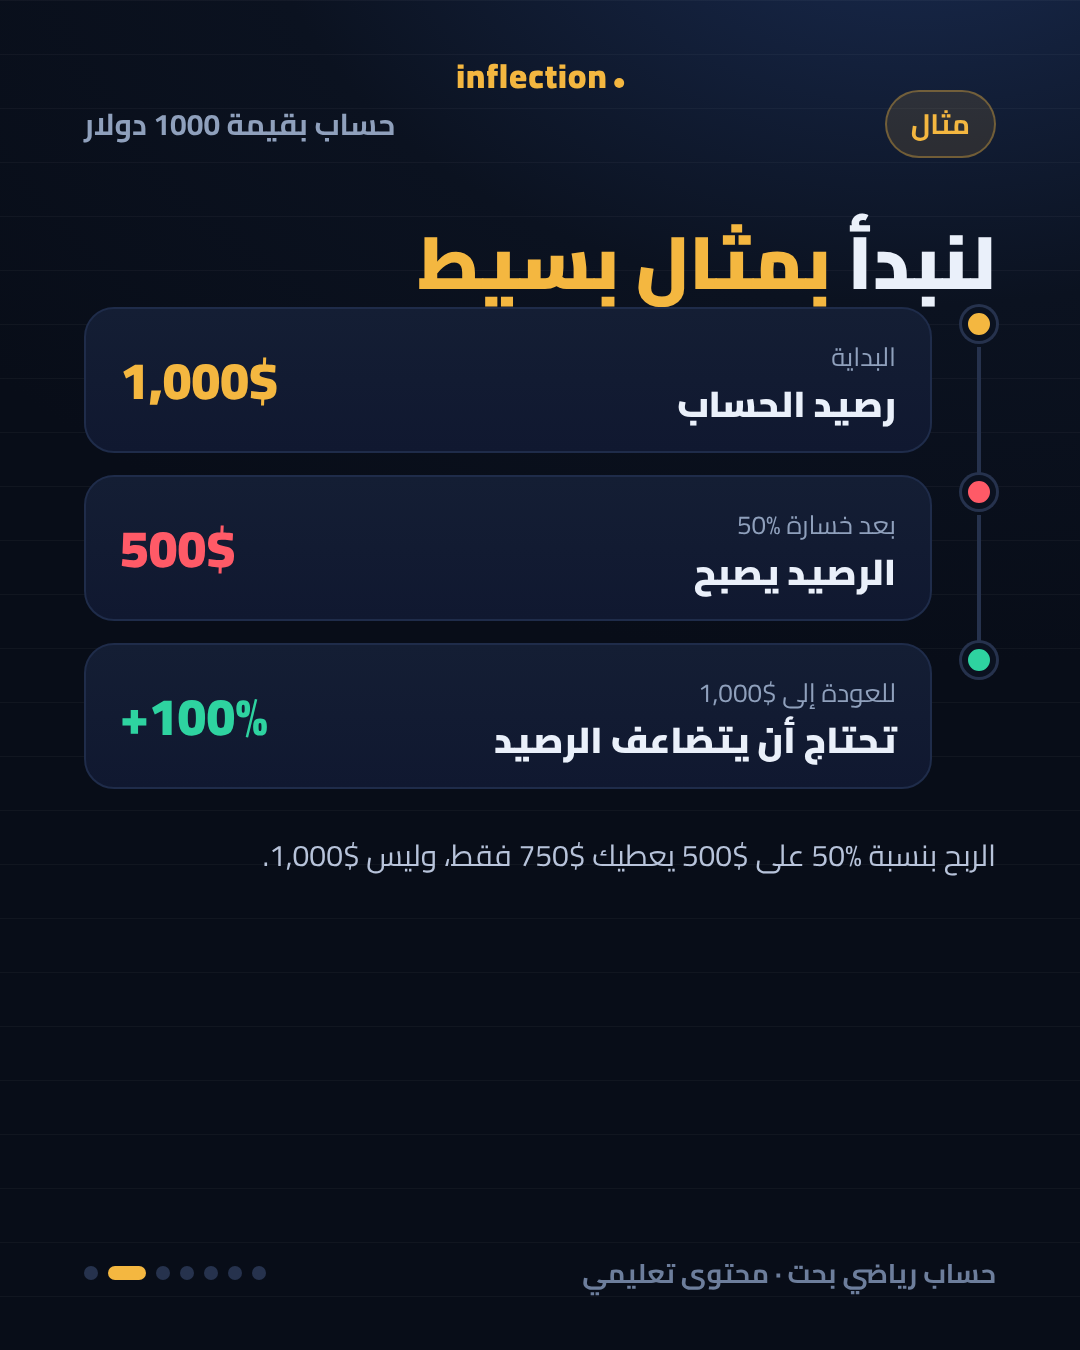 inflection.
مثال
حساب بقيمة 1000 دولار
لنبدأ بمثال بسيط
البداية
رصيد الحساب
1,000$
بعد خسارة 50%
الرصيد يصبح
500$
للعودة إلى 1,000$
تحتاج أن يتضاعف الرصيد
+100%
الربح بنسبة 50% على 500$ يعطيك 750$ فقط، وليس 1,000$.
حساب رياضي بحت · محتوى تعليمي